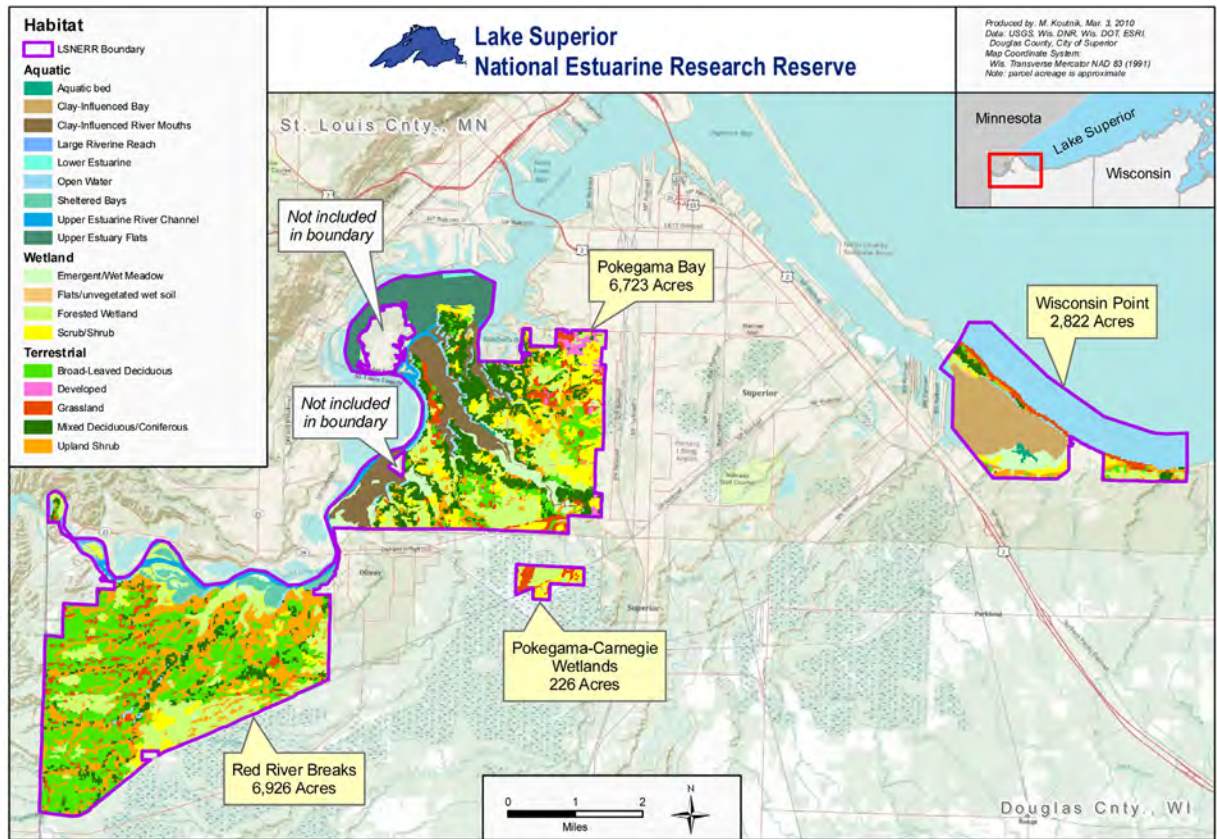 Habitat
LSNERR Boundary
Aquatic
Aquatic bed
Clay-Influenced Bay
Clay-Influenced River Mouths
Large Riverine Reach
Lower Estuarine
Open Water
Sheltered Bays
Upper Estuarine River Channel
Upper Estuary Flats
Wetland
Emergent/Wet Meadow
Flats/unvegetated wet soil
Forested Wetland
Scrub/Shrub
Terrestrial
Broad-Leaved Deciduous
Developed
Grassland
Mixed Deciduous/Coniferous
Upland Shrub
Lake Superior
National Estuarine Research Reserve
Produced by: M. Koutnik, Mar. 3, 2010
Data: USGS, Wis. DNR, Wis. DOT, ESRI,
Douglas County, City of Superior
Map Coordinate System:
Wis. Transverse Mercator NAD 83 (1991)
Note: parcel acreage is approximate
Minnesota
Lake Superior
Wisconsin
St. Louis Cnty., MN
Not included
in boundary
Pokegama Bay
6,723 Acres
Wisconsin Point
2,822 Acres
Not included
in boundary
Superior
Oliver
Superior
Parkland
Pokegama-Carnegie
Wetlands
226 Acres
Red River Breaks
6,926 Acres
0 1 2
Miles
N
Douglas Cnty., WI